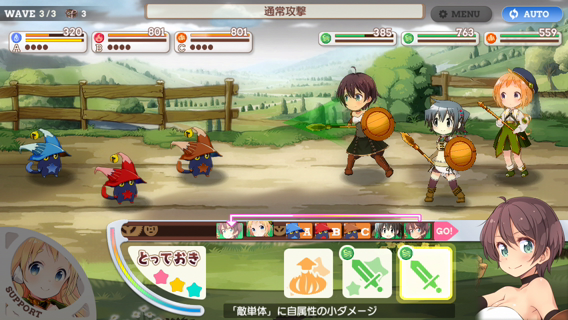 WAVE 3/3 3
通常攻撃
MENU
AUTO
320
A
801
B
801
C
385
763
559
A B C
GO!
とっておき
SUPPORT
「敵単体」に自属性の小ダメージ